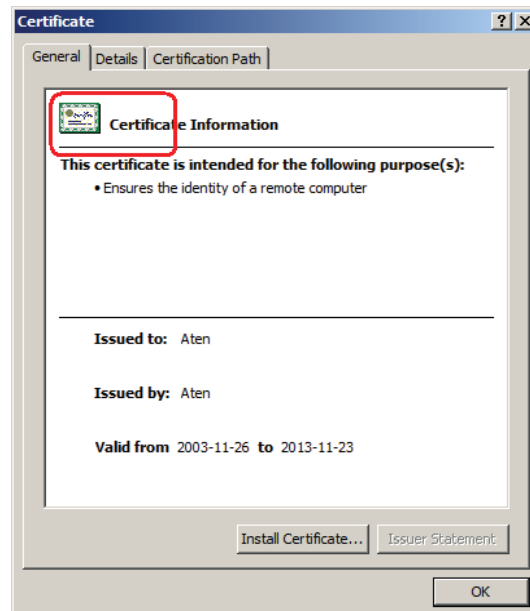 Certificate
General Details Certification Path
Certificate Information
This certificate is intended for the following purpose(s):
• Ensures the identity of a remote computer
Issued to: Aten
Issued by: Aten
Valid from 2003-11-26 to 2013-11-23
Install Certificate... Issuer Statement
OK